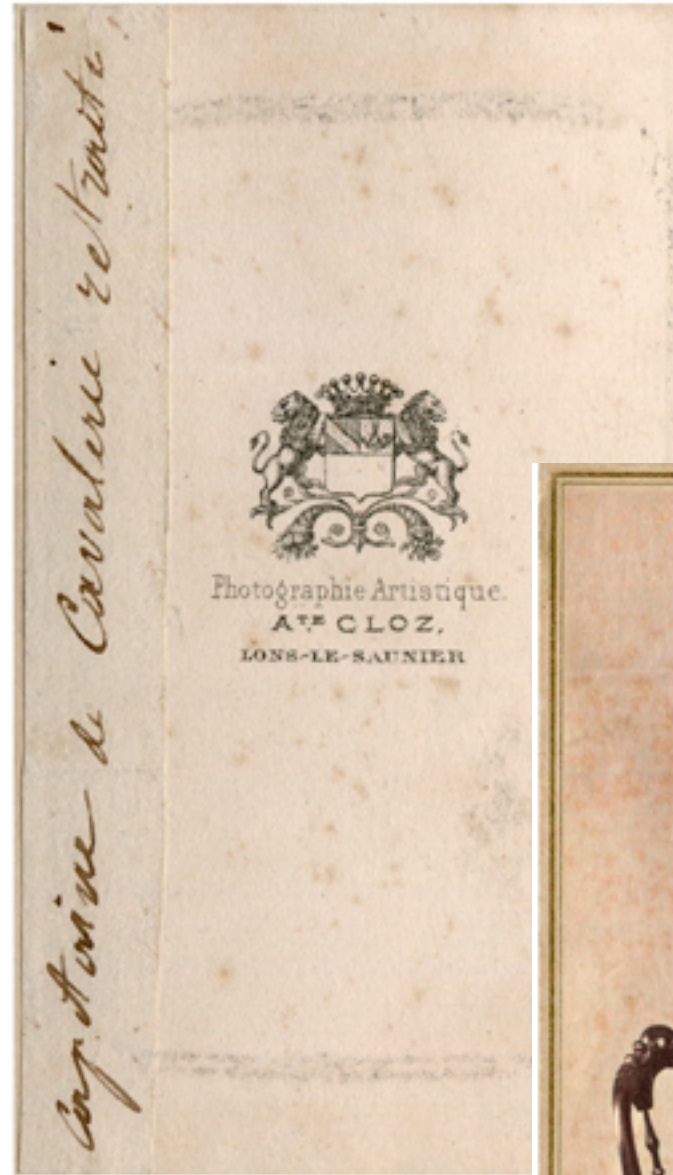 Capitaine de Cavalerie retraité
Photographie Artistique.
ATE CLOZ,
LONS-LE-SAUNIER